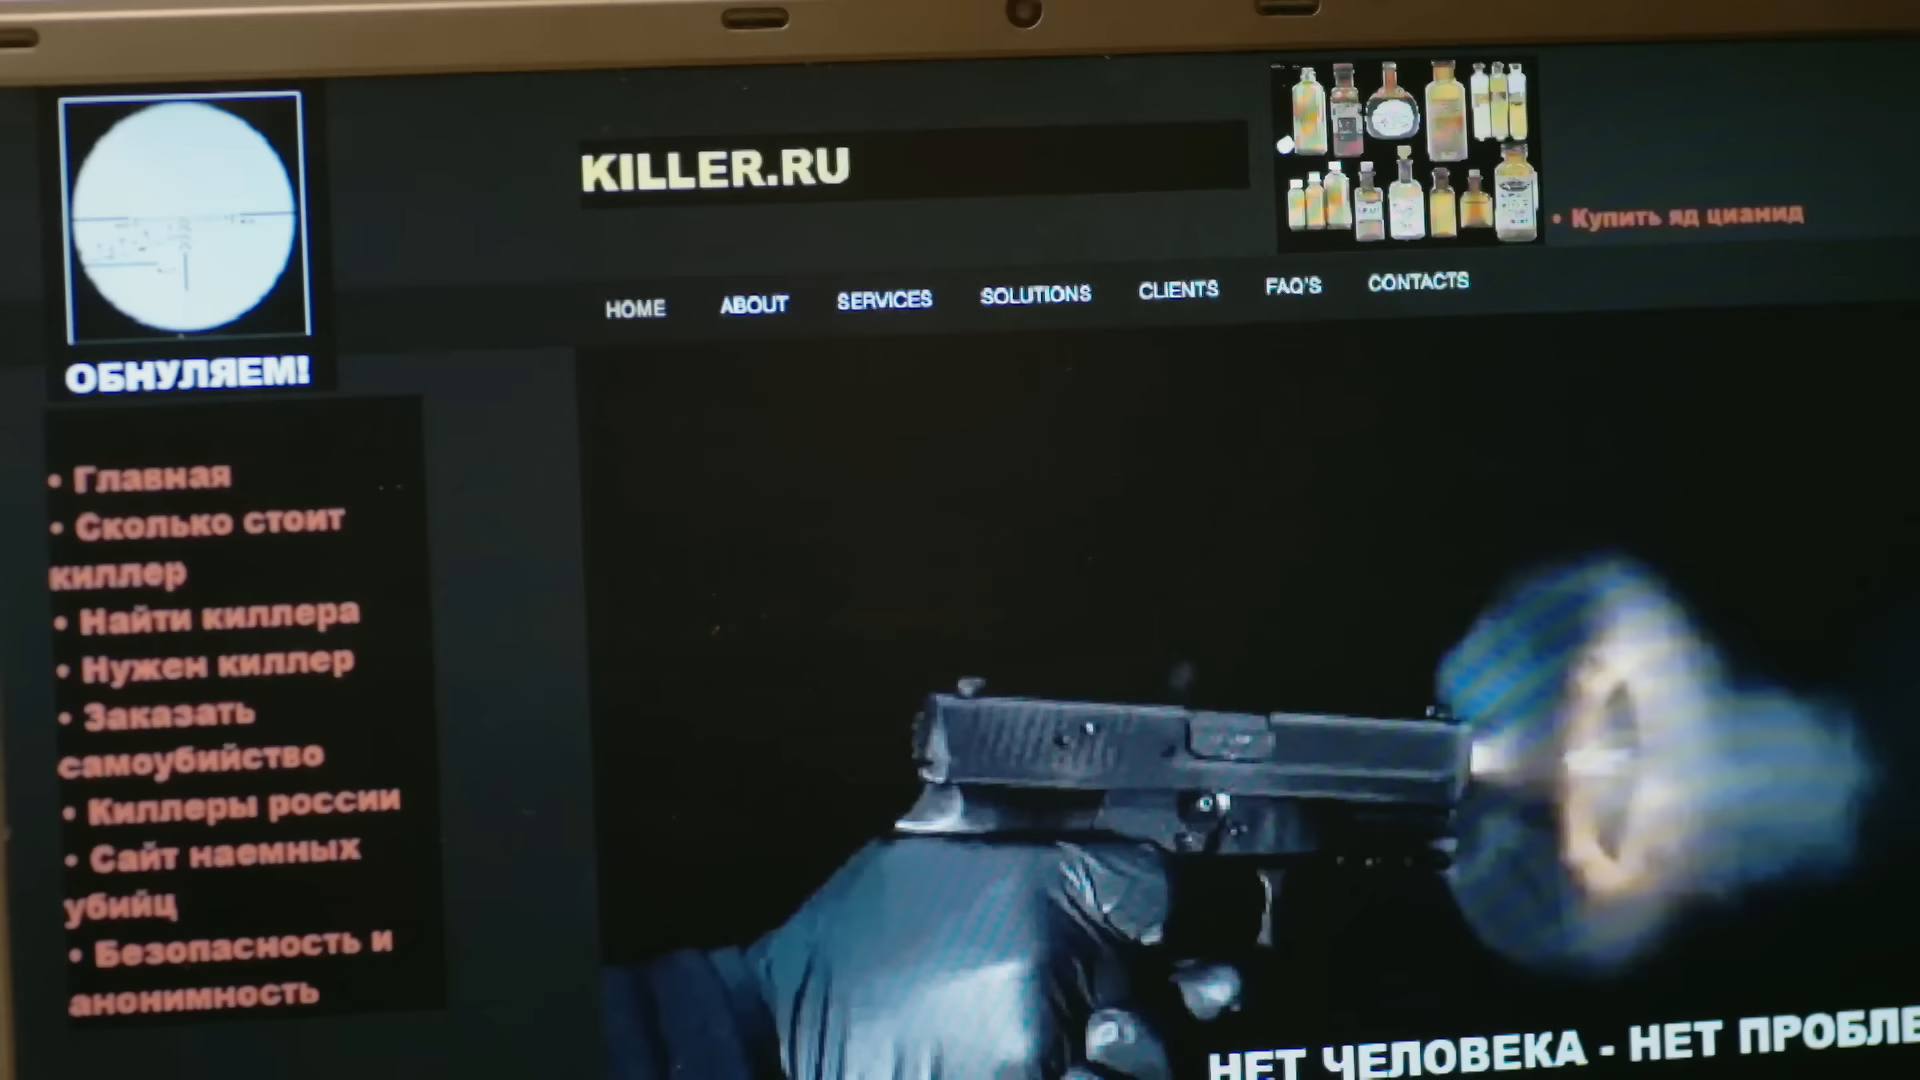 KILLER.RU
• Купить яд цианид
HOME ABOUT SERVICES SOLUTIONS CLIENTS FAQ'S CONTACTS
ОБНУЛЯЕМ!
• Главная
• Сколько стоит
киллер
• Найти киллера
• Нужен киллер
• Заказать
самоубийство
• Киллеры россии
• Сайт наемных
убийц
• Безопасность и
анонимность
НЕТ ЧЕЛОВЕКА - НЕТ ПРОБЛЕ